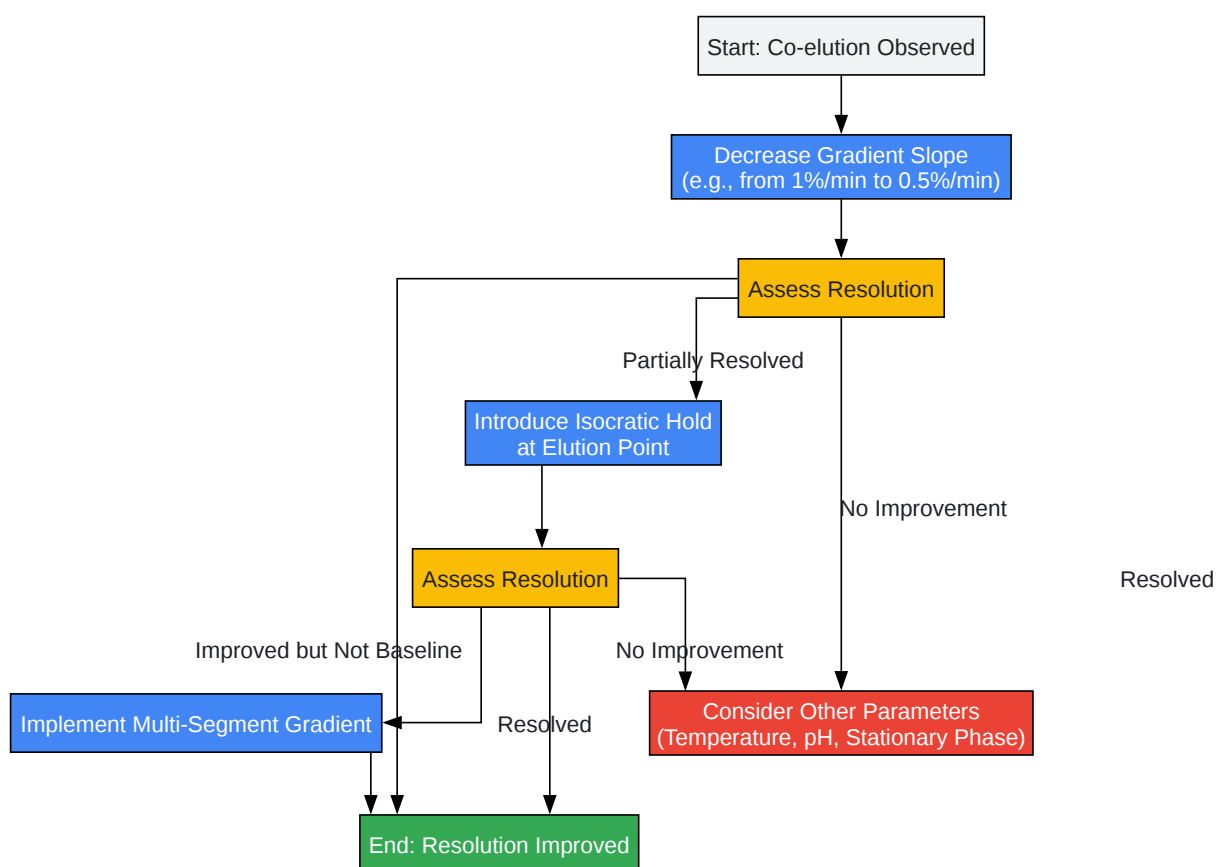 Start: Co-elution Observed
Decrease Gradient Slope
(e.g., from 1%/min to 0.5%/min)
Assess Resolution
Partially Resolved
Introduce Isocratic Hold
at Elution Point
No Improvement
Assess Resolution
Resolved
Improved but Not Baseline
No Improvement
Implement Multi-Segment Gradient
Resolved
Consider Other Parameters
(Temperature, pH, Stationary Phase)
End: Resolution Improved